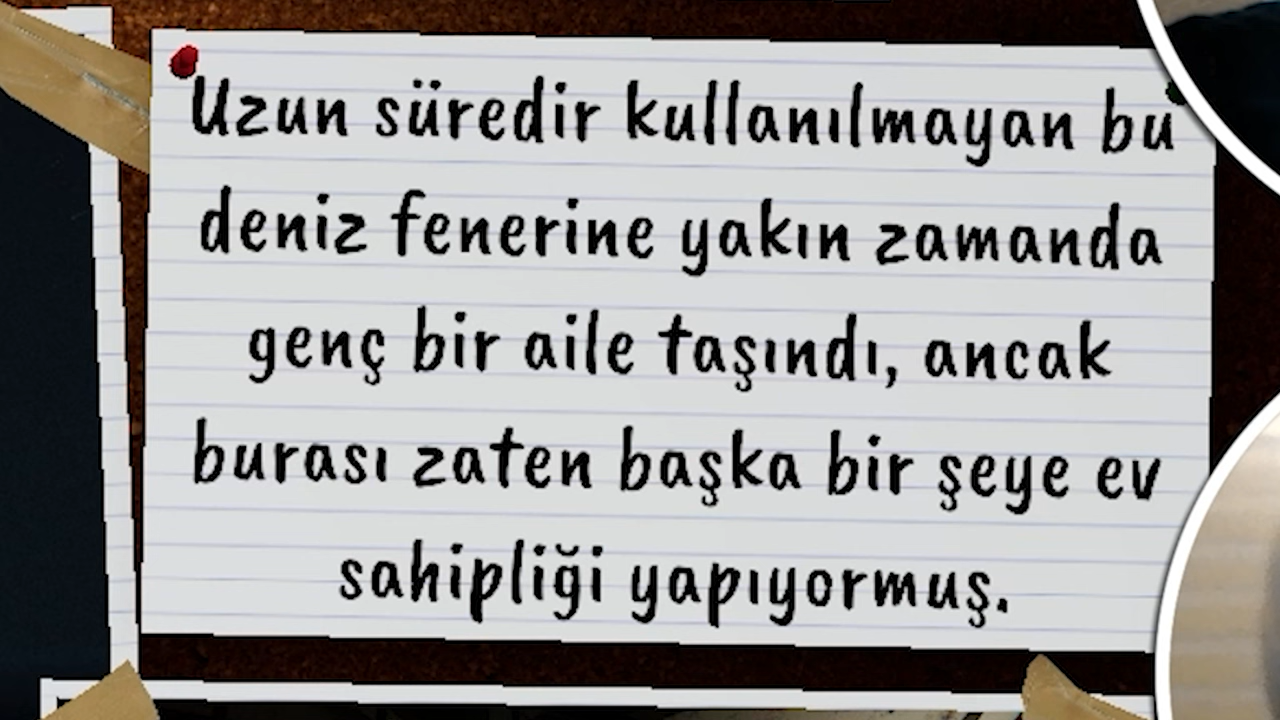 Uzun süredir kullanılmayan bu
deniz fenerine yakın zamanda
genç bir aile taşındı, ancak
burası zaten başka bir şeye ev
sahipliği yapıyormuş.